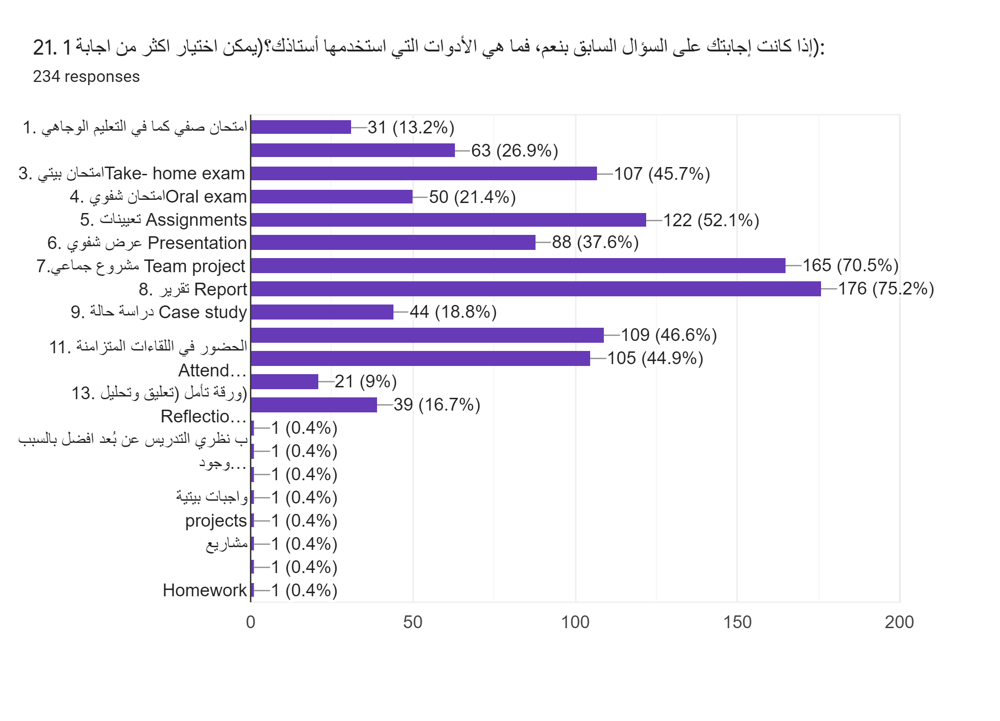 21. 1 إذا كانت إجابتك على السؤال السابق بنعم، فما هي الأدوات التي استخدمها أستاذك؟(يمكن اختيار اكثر من اجابة):
234 responses
1. امتحان صفي كما في التعليم الوجاهي
31 (13.2%)
63 (26.9%)
3. امتحان بيتيTake- home exam
107 (45.7%)
4. امتحان شفويOral exam
50 (21.4%)
5. تعيينات Assignments
122 (52.1%)
6. عرض شفوي Presentation
88 (37.6%)
7.مشروع جماعي Team project
165 (70.5%)
8. تقرير Report
176 (75.2%)
9. دراسة حالة Case study
44 (18.8%)
109 (46.6%)
11. الحضور في اللقاءات المتزامنة
Attend…
105 (44.9%)
21 (9%)
13. ورقة تأمل (تعليق وتحليل)
Reflectio…
39 (16.7%)
1 (0.4%)
ب نظري التدريس عن بُعد افضل بالسبب
وجود…
1 (0.4%)
1 (0.4%)
واجبات بيتية
1 (0.4%)
projects
1 (0.4%)
مشاريع
1 (0.4%)
1 (0.4%)
Homework
1 (0.4%)
0 50 100 150 200